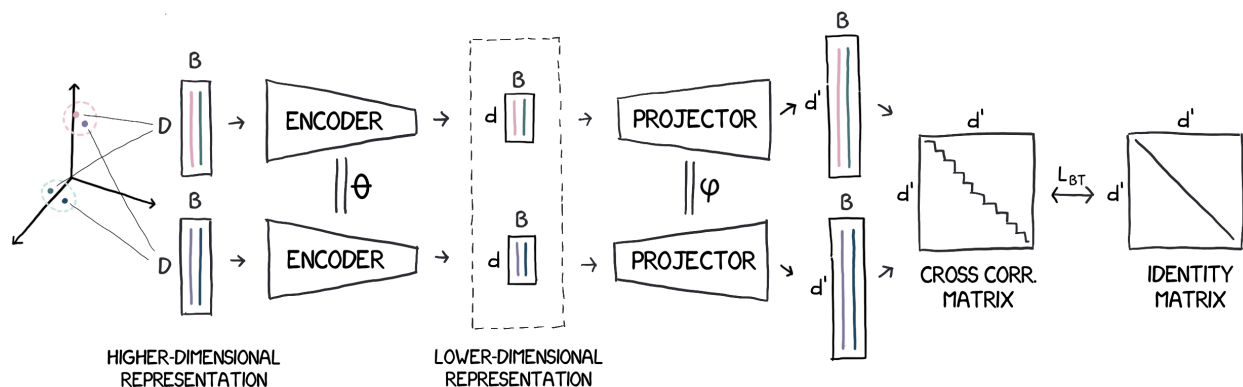 B
D
ENCODER
B
d
PROJECTOR
B
d'
θ
φ
B
D
ENCODER
B
d
PROJECTOR
B
d'
d'
d'
CROSS CORR.
MATRIX
L_BT
d'
d'
IDENTITY
MATRIX
HIGHER-DIMENSIONAL
REPRESENTATION
LOWER-DIMENSIONAL
REPRESENTATION